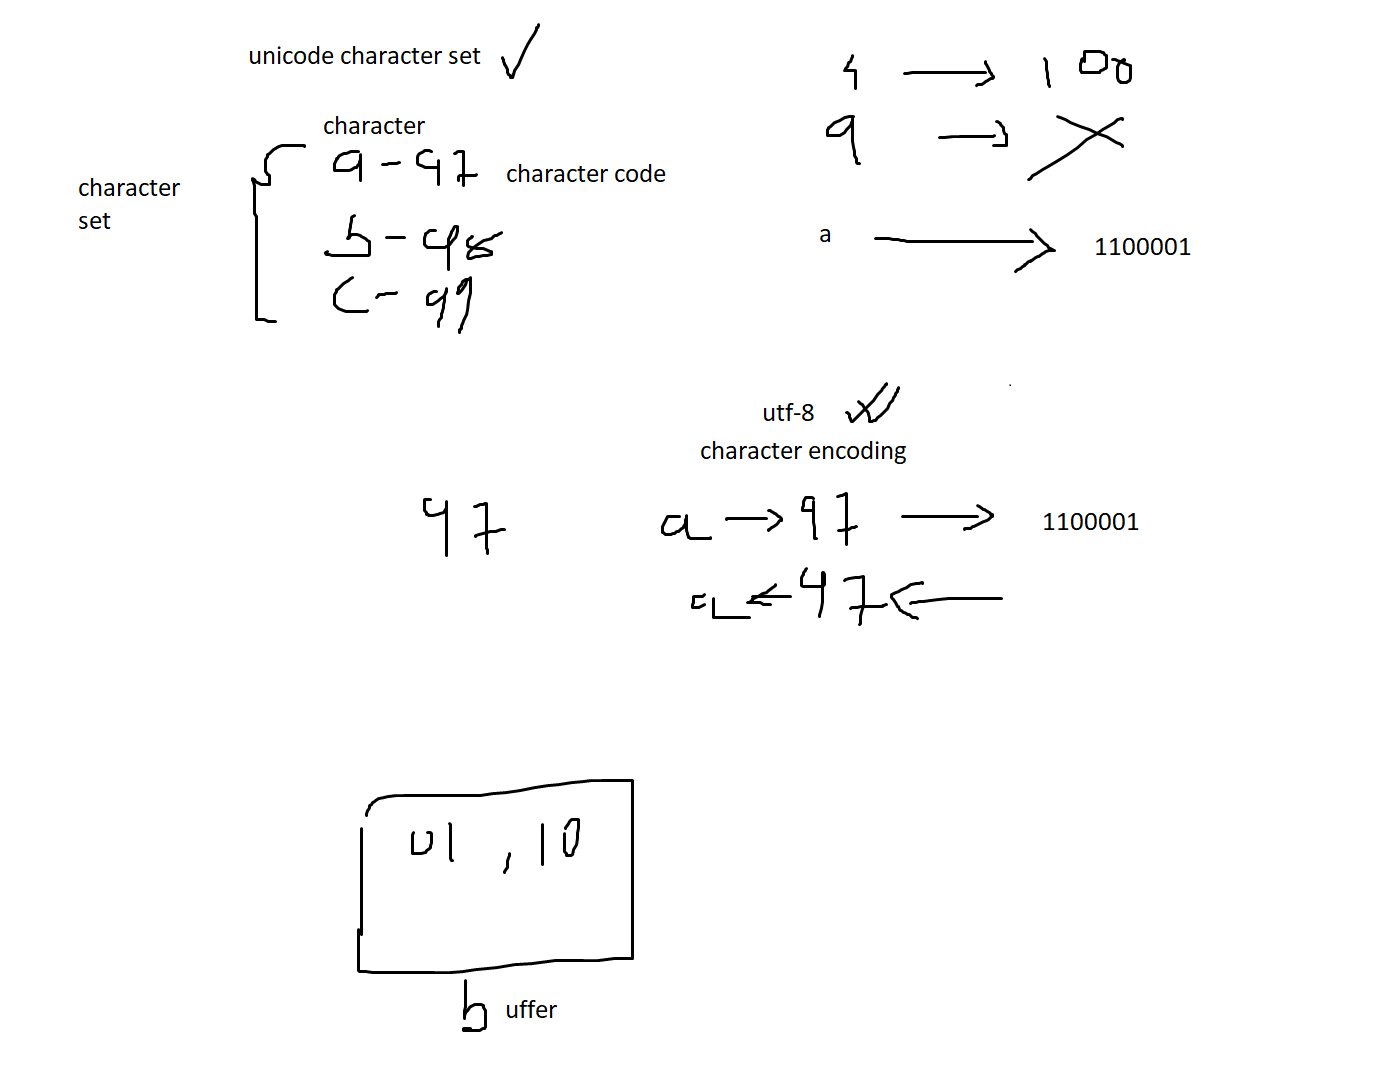 unicode character set
character
a - 97 character code
character
set
b - 98
c - 99
4 → 100
a →
a → 1100001
utf-8
character encoding
97
a → 97 → 1100001
a ← 97 ←
01 , 10
buffer